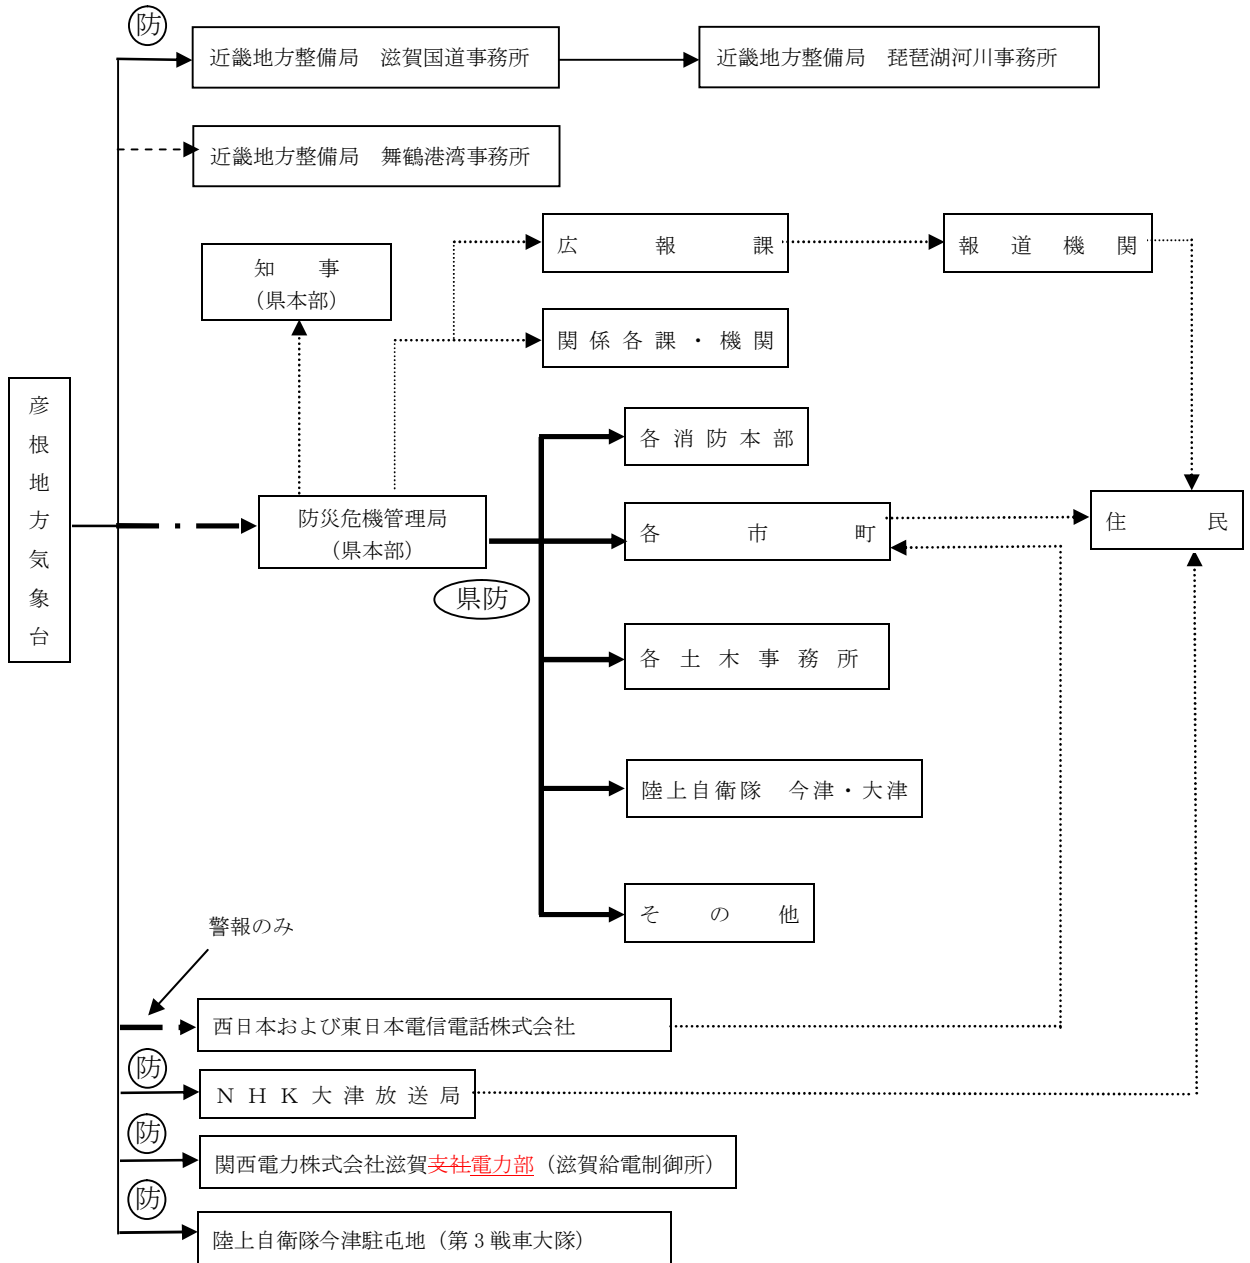 防
近畿地方整備局　滋賀国道事務所
近畿地方整備局　琵琶湖河川事務所
近畿地方整備局　舞鶴港湾事務所
広報課
報道機関
知事
（県本部）
関係各課・機関
彦根地方気象台
各消防本部
防災危機管理局
（県本部）
各市町
住民
県防
各土木事務所
陸上自衛隊　今津・大津
その他
警報のみ
西日本および東日本電信電話株式会社
防
ＮＨＫ大津放送局
防
関西電力株式会社滋賀支社電力部（滋賀給電制御所）
防
陸上自衛隊今津駐屯地（第３戦車大隊）